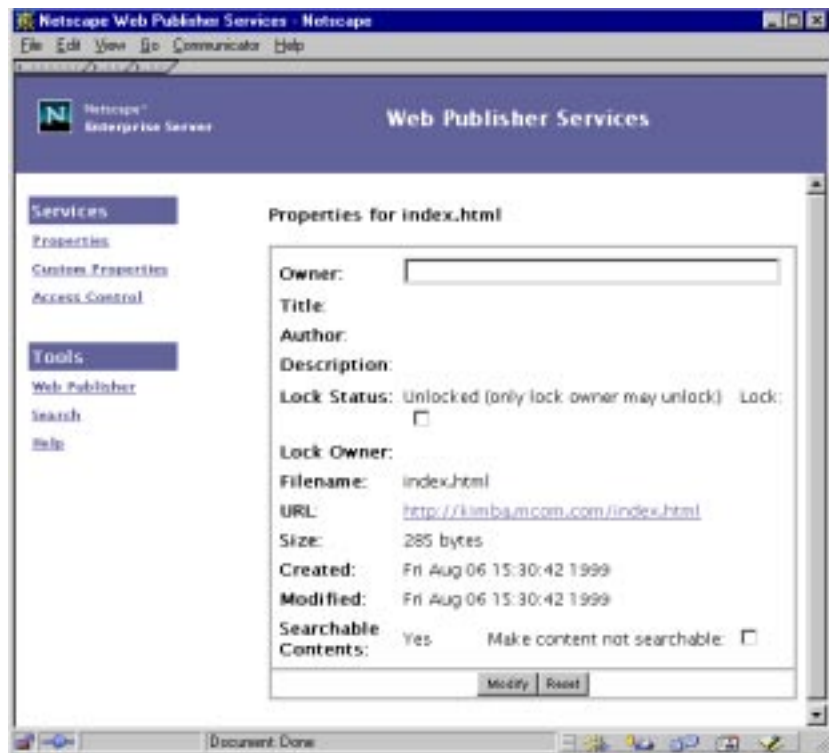 Netscape Web Publisher Services - Netscape
File Edit View Go Communicator Help
N Netscape™
Enterprise Server
Web Publisher Services
Services
Properties
Custom Properties
Access Control
Tools
Web Publisher
Search
Help
Properties for index.html
Owner:
Title:
Author:
Description:
Lock Status: Unlocked (only lock owner may unlock) Lock:
Lock Owner:
Filename: index.html
URL: http://kimba.mcom.com/index.html
Size: 285 bytes
Created: Fri Aug 06 15:30:42 1999
Modified: Fri Aug 06 15:30:42 1999
Searchable
Contents: Yes Make content not searchable:
Modify Reset
Document: Done